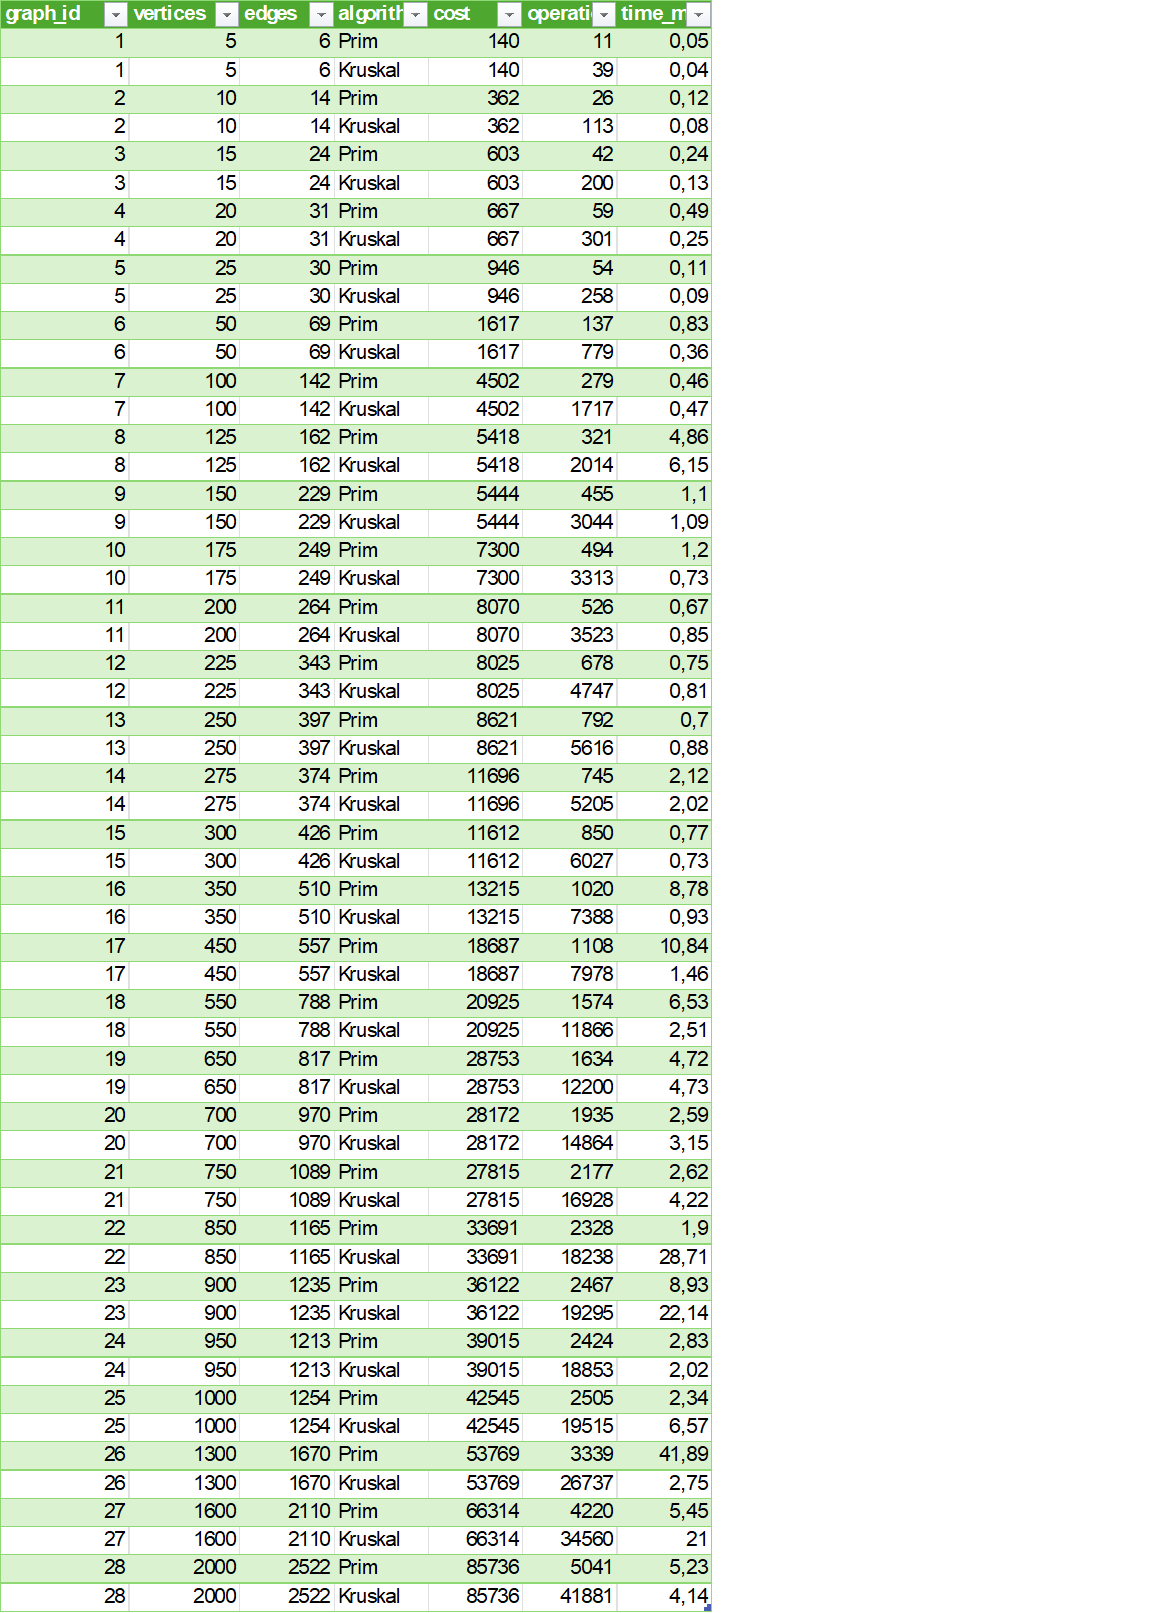 graph_id vertices edges algorith cost operati time_m
1 5 6 Prim 140 11 0,05
1 5 6 Kruskal 140 39 0,04
2 10 14 Prim 362 26 0,12
2 10 14 Kruskal 362 113 0,08
3 15 24 Prim 603 42 0,24
3 15 24 Kruskal 603 200 0,13
4 20 31 Prim 667 59 0,49
4 20 31 Kruskal 667 301 0,25
5 25 30 Prim 946 54 0,11
5 25 30 Kruskal 946 258 0,09
6 50 69 Prim 1617 137 0,83
6 50 69 Kruskal 1617 779 0,36
7 100 142 Prim 4502 279 0,46
7 100 142 Kruskal 4502 1717 0,47
8 125 162 Prim 5418 321 4,86
8 125 162 Kruskal 5418 2014 6,15
9 150 229 Prim 5444 455 1,1
9 150 229 Kruskal 5444 3044 1,09
10 175 249 Prim 7300 494 1,2
10 175 249 Kruskal 7300 3313 0,73
11 200 264 Prim 8070 526 0,67
11 200 264 Kruskal 8070 3523 0,85
12 225 343 Prim 8025 678 0,75
12 225 343 Kruskal 8025 4747 0,81
13 250 397 Prim 8621 792 0,7
13 250 397 Kruskal 8621 5616 0,88
14 275 374 Prim 11696 745 2,12
14 275 374 Kruskal 11696 5205 2,02
15 300 426 Prim 11612 850 0,77
15 300 426 Kruskal 11612 6027 0,73
16 350 510 Prim 13215 1020 8,78
16 350 510 Kruskal 13215 7388 0,93
17 450 557 Prim 18687 1108 10,84
17 450 557 Kruskal 18687 7978 1,46
18 550 788 Prim 20925 1574 6,53
18 550 788 Kruskal 20925 11866 2,51
19 650 817 Prim 28753 1634 4,72
19 650 817 Kruskal 28753 12200 4,73
20 700 970 Prim 28172 1935 2,59
20 700 970 Kruskal 28172 14864 3,15
21 750 1089 Prim 27815 2177 2,62
21 750 1089 Kruskal 27815 16928 4,22
22 850 1165 Prim 33691 2328 1,9
22 850 1165 Kruskal 33691 18238 28,71
23 900 1235 Prim 36122 2467 8,93
23 900 1235 Kruskal 36122 19295 22,14
24 950 1213 Prim 39015 2424 2,83
24 950 1213 Kruskal 39015 18853 2,02
25 1000 1254 Prim 42545 2505 2,34
25 1000 1254 Kruskal 42545 19515 6,57
26 1300 1670 Prim 53769 3339 41,89
26 1300 1670 Kruskal 53769 26737 2,75
27 1600 2110 Prim 66314 4220 5,45
27 1600 2110 Kruskal 66314 34560 21
28 2000 2522 Prim 85736 5041 5,23
28 2000 2522 Kruskal 85736 41881 4,14